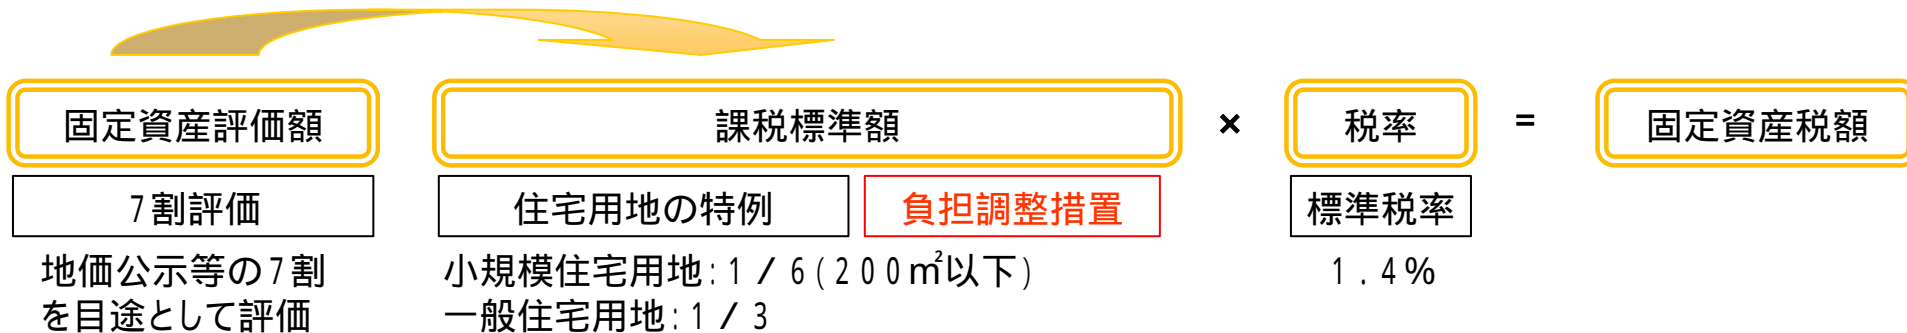 固定資産評価額 課税標準額 × 税率 = 固定資産税額
7割評価 住宅用地の特例 負担調整措置 標準税率
地価公示等の7割 小規模住宅用地:1/6(200㎡以下) 1.4%
を目途として評価 一般住宅用地:1/3